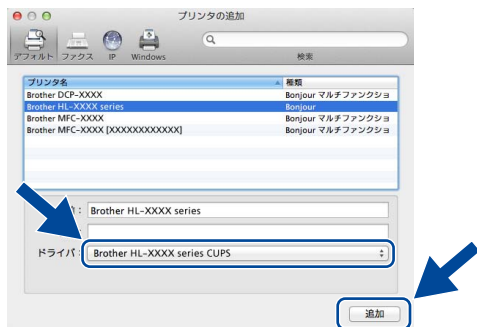 プリンタの追加
デフォルト ファクス IP Windows 検索
プリンタ名 種類
Brother DCP-XXXX Bonjour マルチファンクショ
Brother HL-XXXX series Bonjour
Brother MFC-XXXX Bonjour マルチファンクショ
Brother MFC-XXXX [XXXXXXXXXXXX] Bonjour マルチファンクショ
Brother HL-XXXX series
ドライバ: Brother HL-XXXX series CUPS
追加